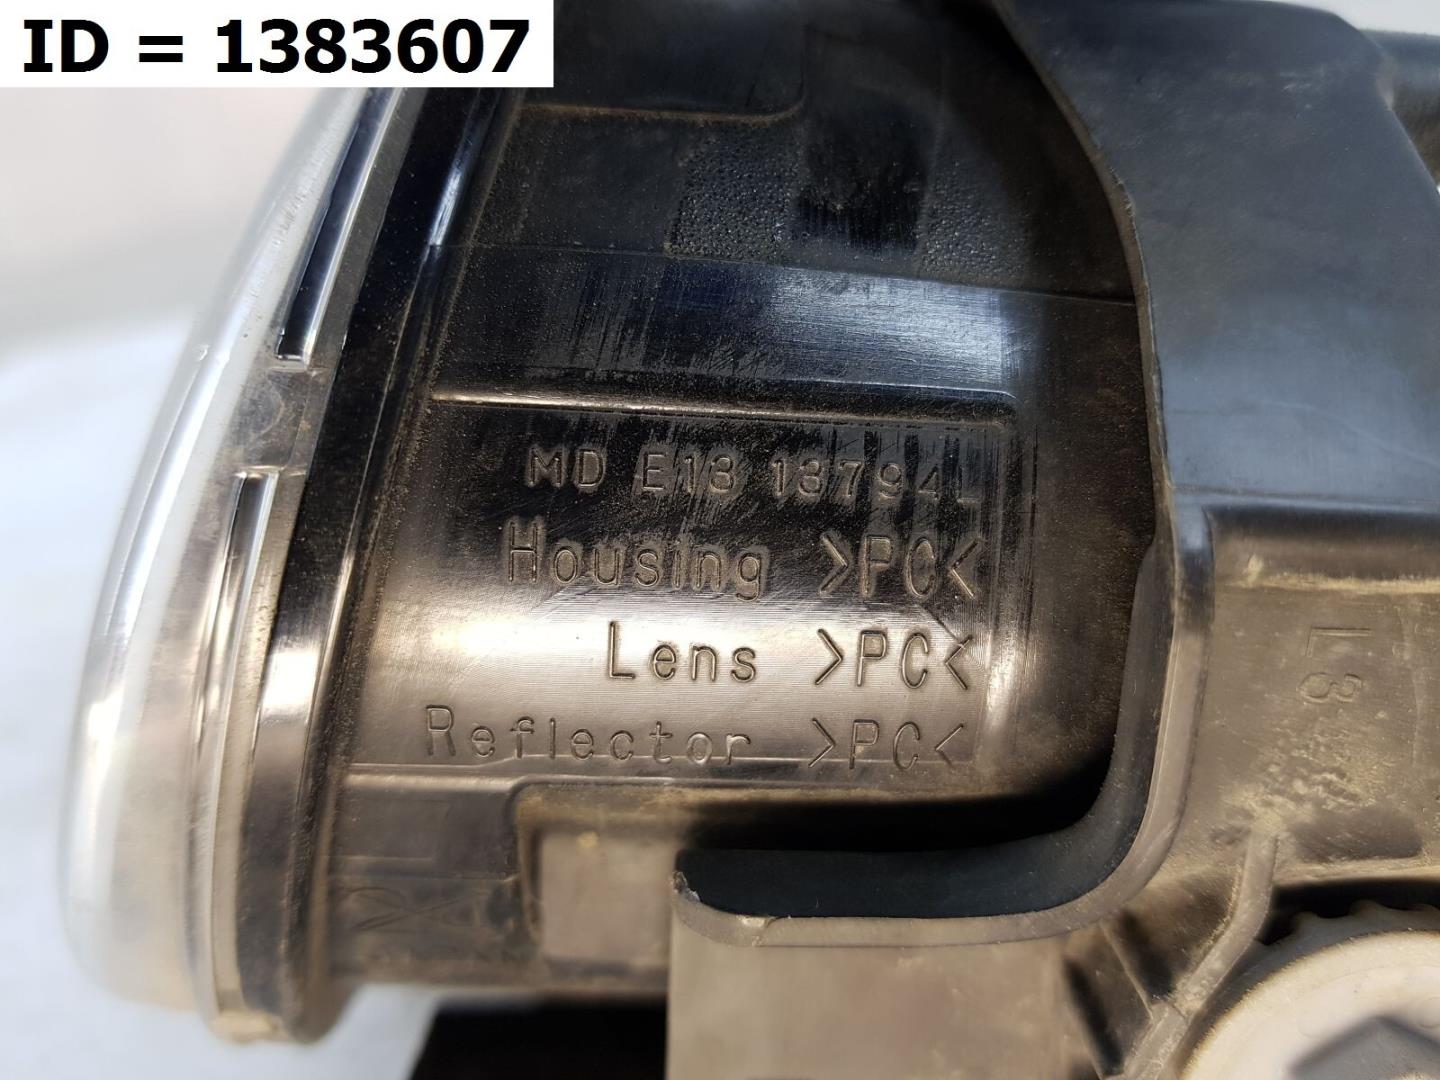 ID = 1383607
MD E13 13794L
Housing >PC<
Lens >PC<
Reflector >PC<
L3